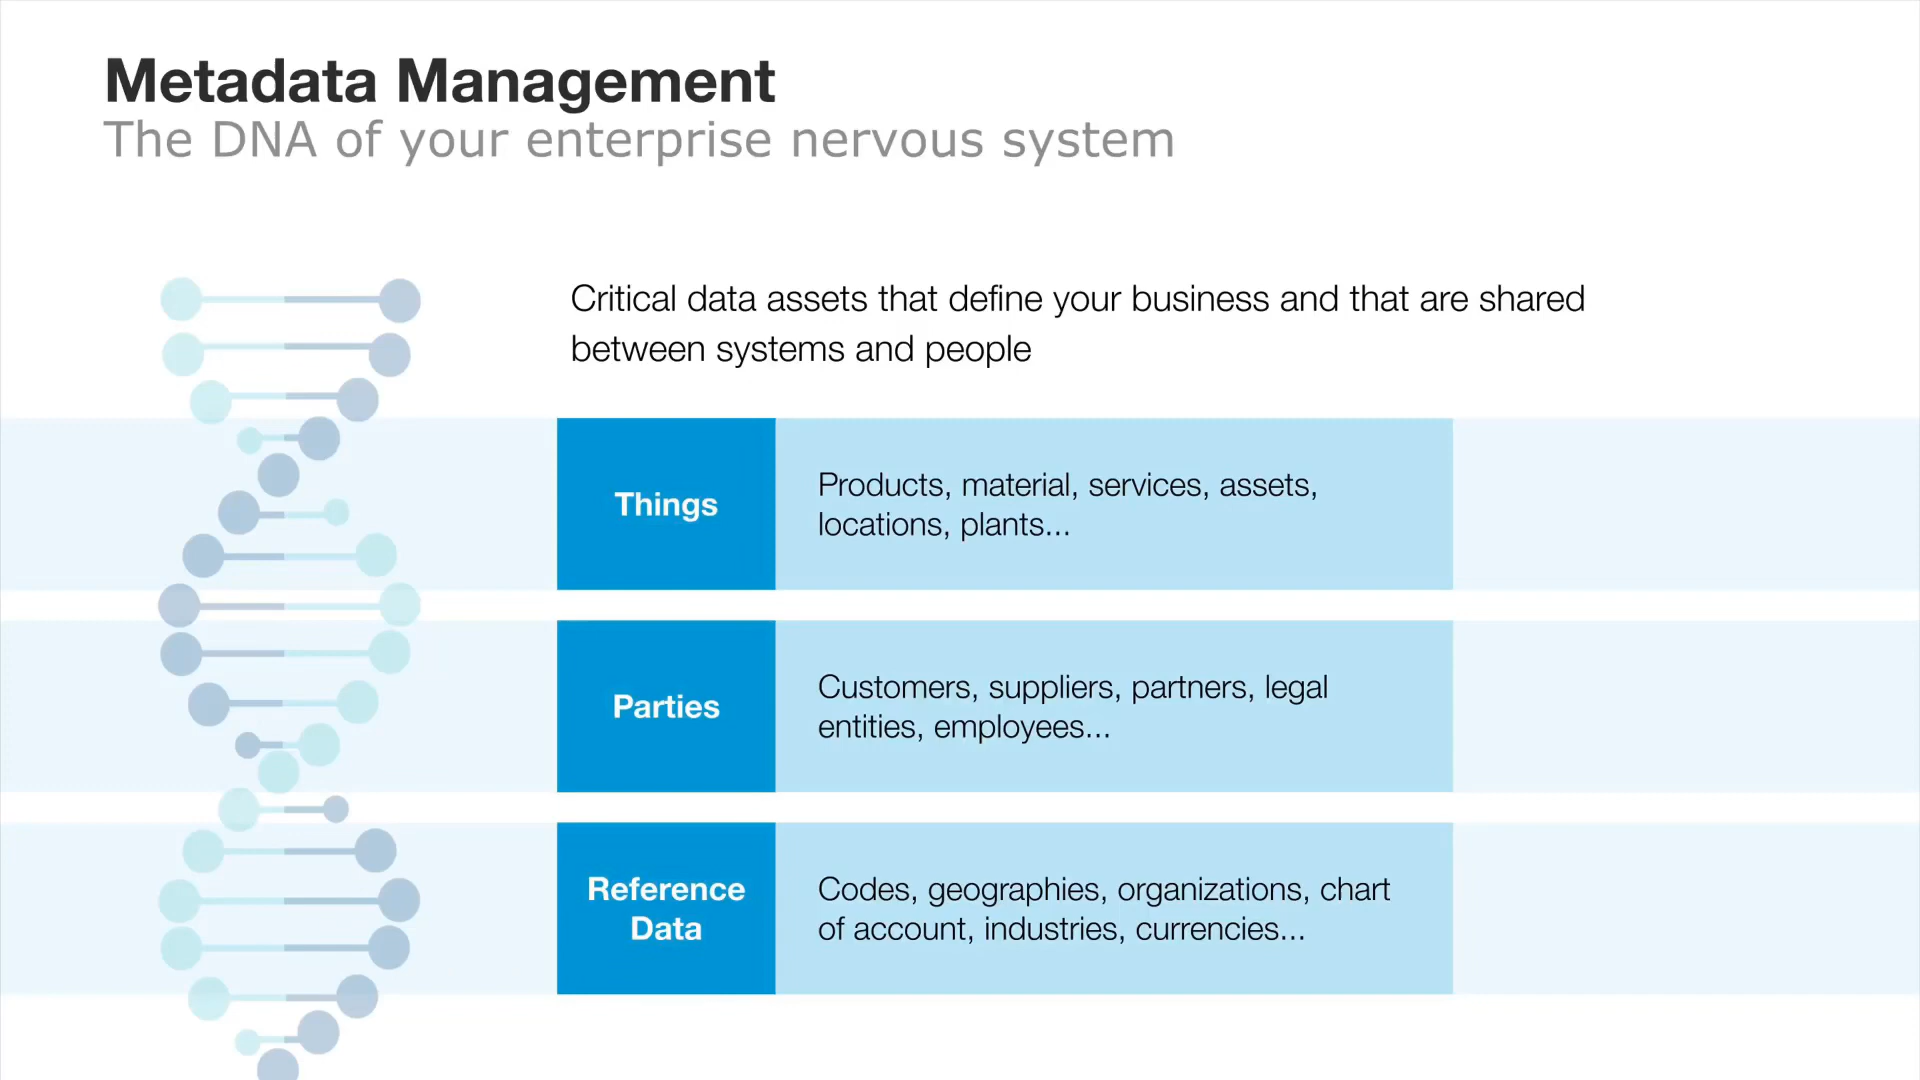 Metadata Management
The DNA of your enterprise nervous system
Critical data assets that define your business and that are shared
between systems and people
Things
Products, material, services, assets,
locations, plants...
Parties
Customers, suppliers, partners, legal
entities, employees...
Reference
Data
Codes, geographies, organizations, chart
of account, industries, currencies...